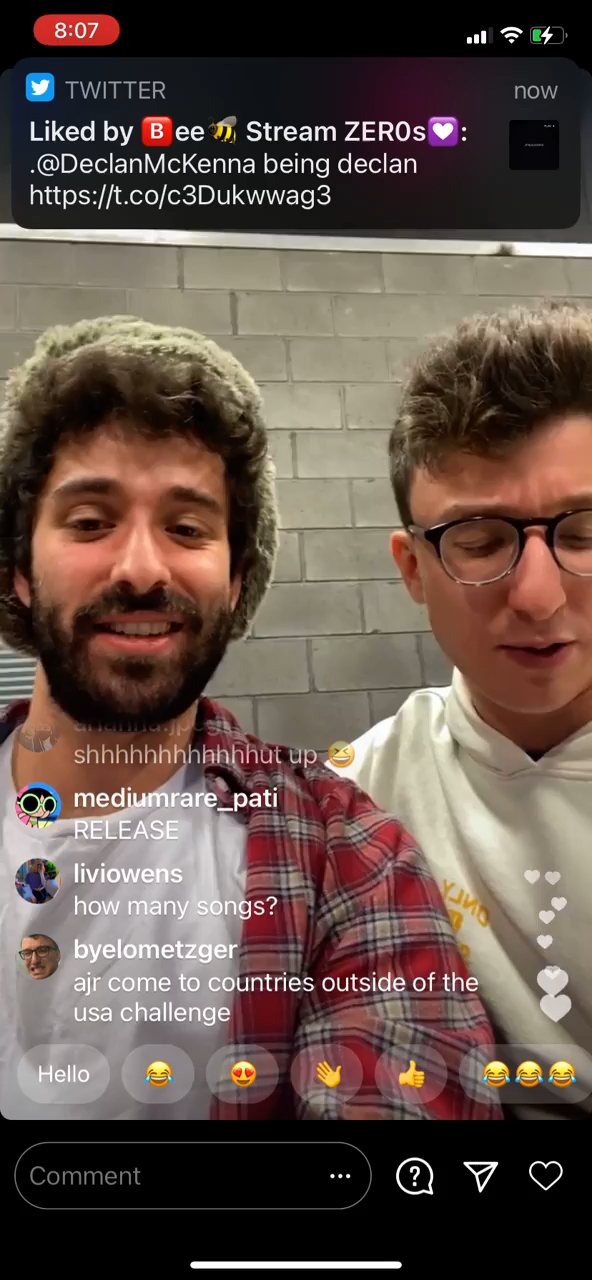 8:07
TWITTER now
Liked by 🅱️ee🐝 Stream ZER0s💜:
.@DeclanMcKenna being declan
https://t.co/c3Dukwwag3
shhhhhhhhhhhhut up 😆
mediumrare_pati
RELEASE
liviowens
how many songs?
byelometzger
ajr come to countries outside of the
usa challenge
ONLY
Hello 😂 😍 👋 👍 😂😂😂
Comment